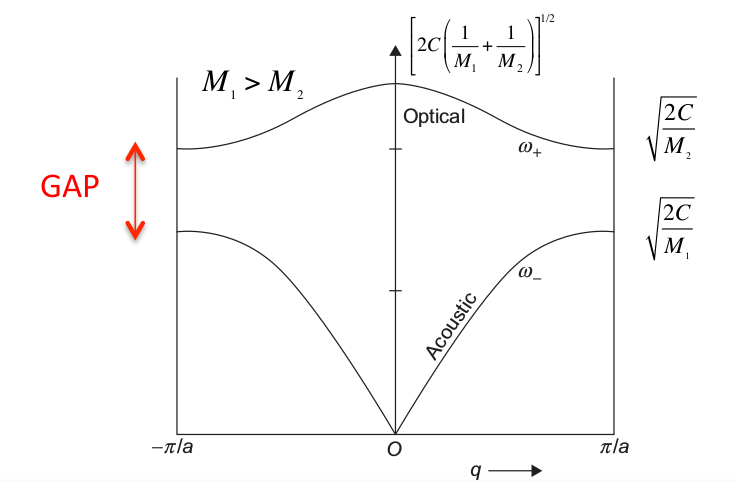 [2C(1/M₁ + 1/M₂)]^1/2
M₁ > M₂
Optical
√(2C/M₂)
ω₊
GAP
√(2C/M₁)
ω₋
Acoustic
−π/a
O
π/a
q